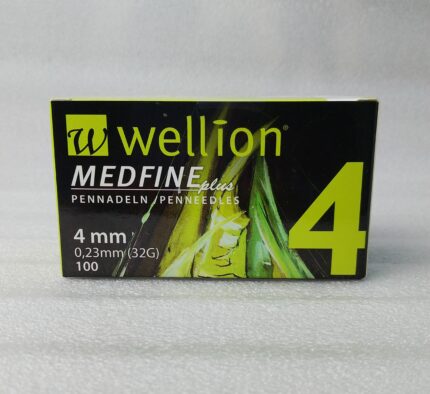 w wellion®
MEDFINE plus
PENNADELN / PENNEEDLES
4 mm
0,23mm (32G)
100
4